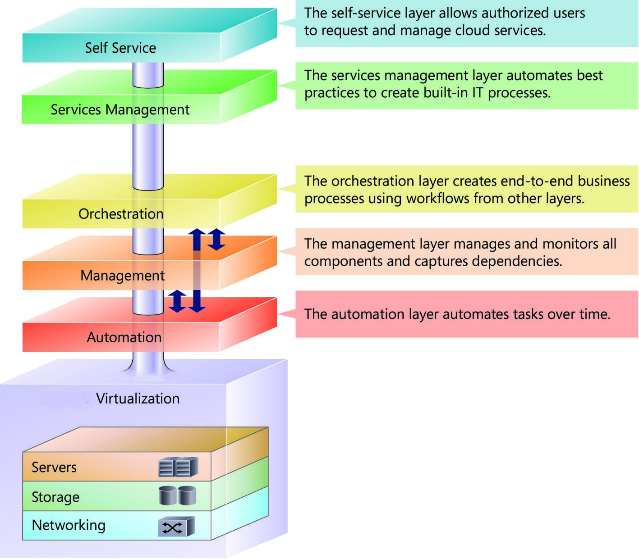 The self-service layer allows authorized users
to request and manage cloud services.
Self Service
The services management layer automates best
practices to create built-in IT processes.
Services Management
The orchestration layer creates end-to-end business
processes using workflows from other layers.
Orchestration
The management layer manages and monitors all
components and captures dependencies.
Management
The automation layer automates tasks over time.
Automation
Virtualization
Servers
Storage
Networking